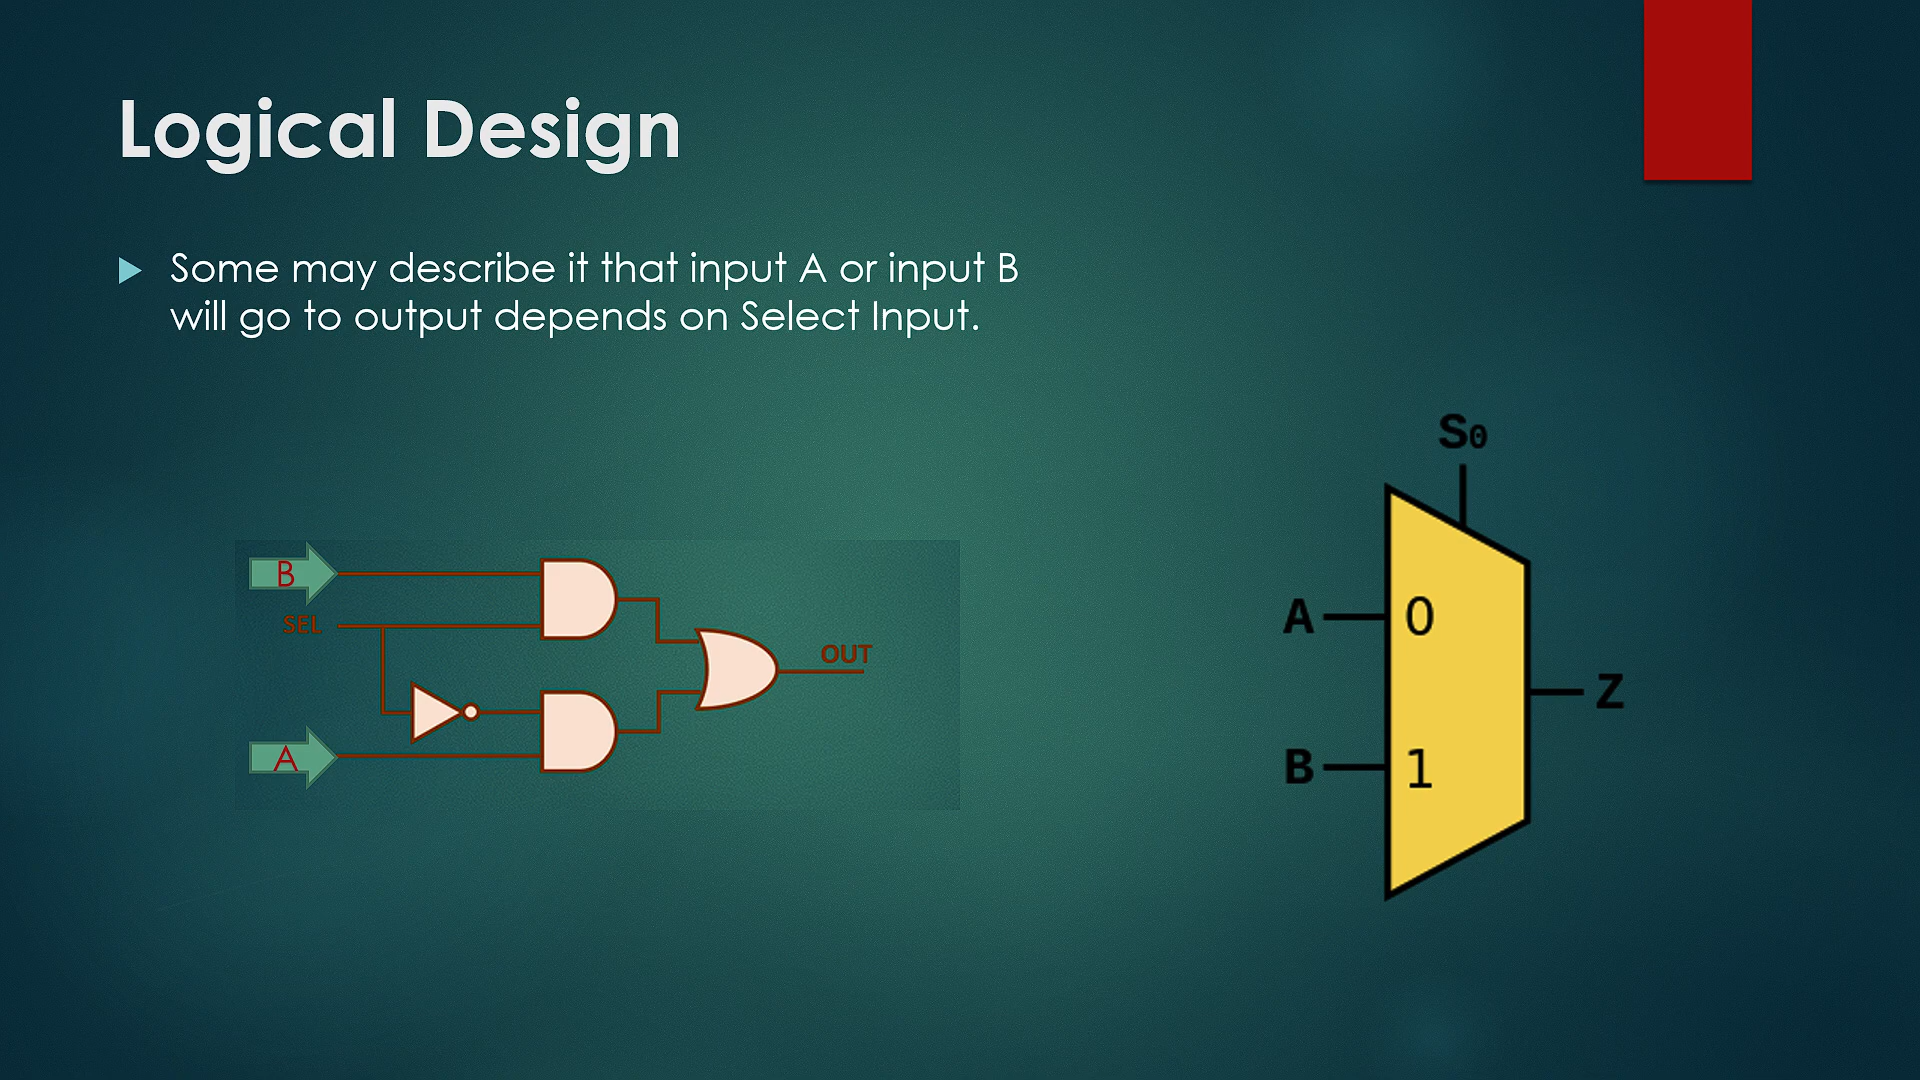 Logical Design
Some may describe it that input A or input B
will go to output depends on Select Input.
B
SEL
A
OUT
S0
A
0
B
1
Z